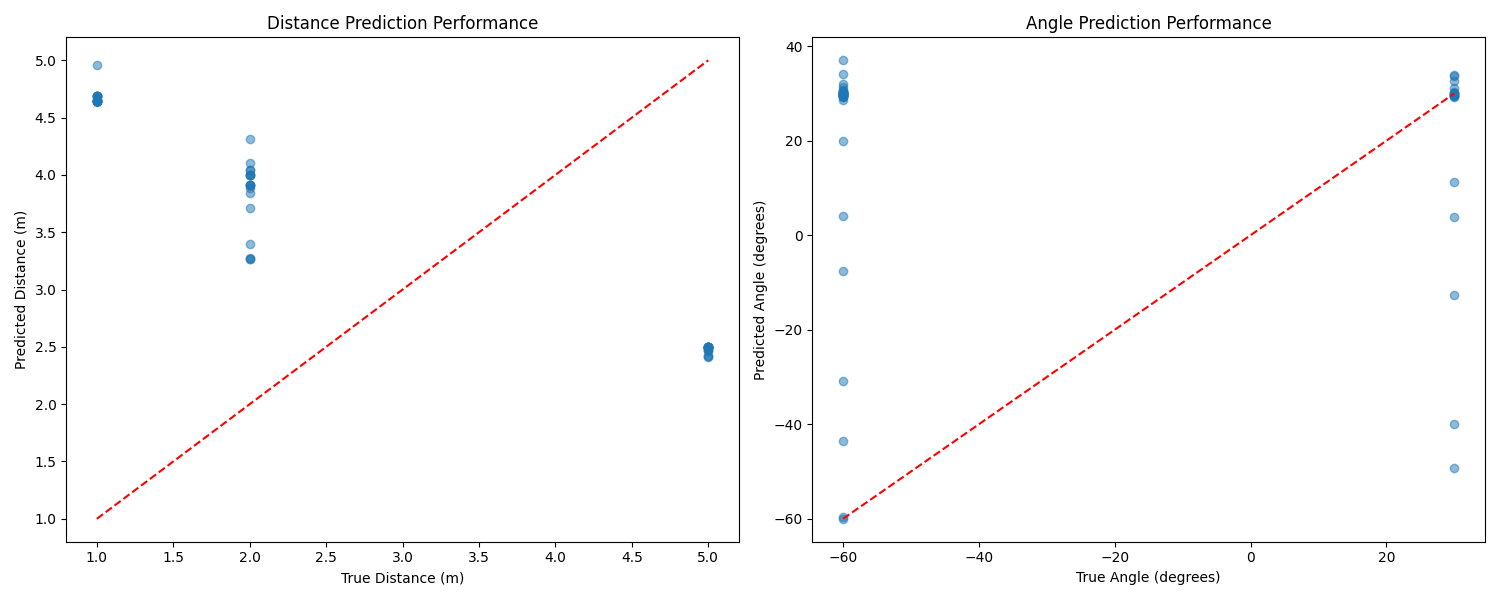 Distance Prediction Performance
Predicted Distance (m)
5.0
4.5
4.0
3.5
3.0
2.5
2.0
1.5
1.0
1.0 1.5 2.0 2.5 3.0 3.5 4.0 4.5 5.0
True Distance (m)
Angle Prediction Performance
Predicted Angle (degrees)
40
20
0
−20
−40
−60
−60 −40 −20 0 20
True Angle (degrees)